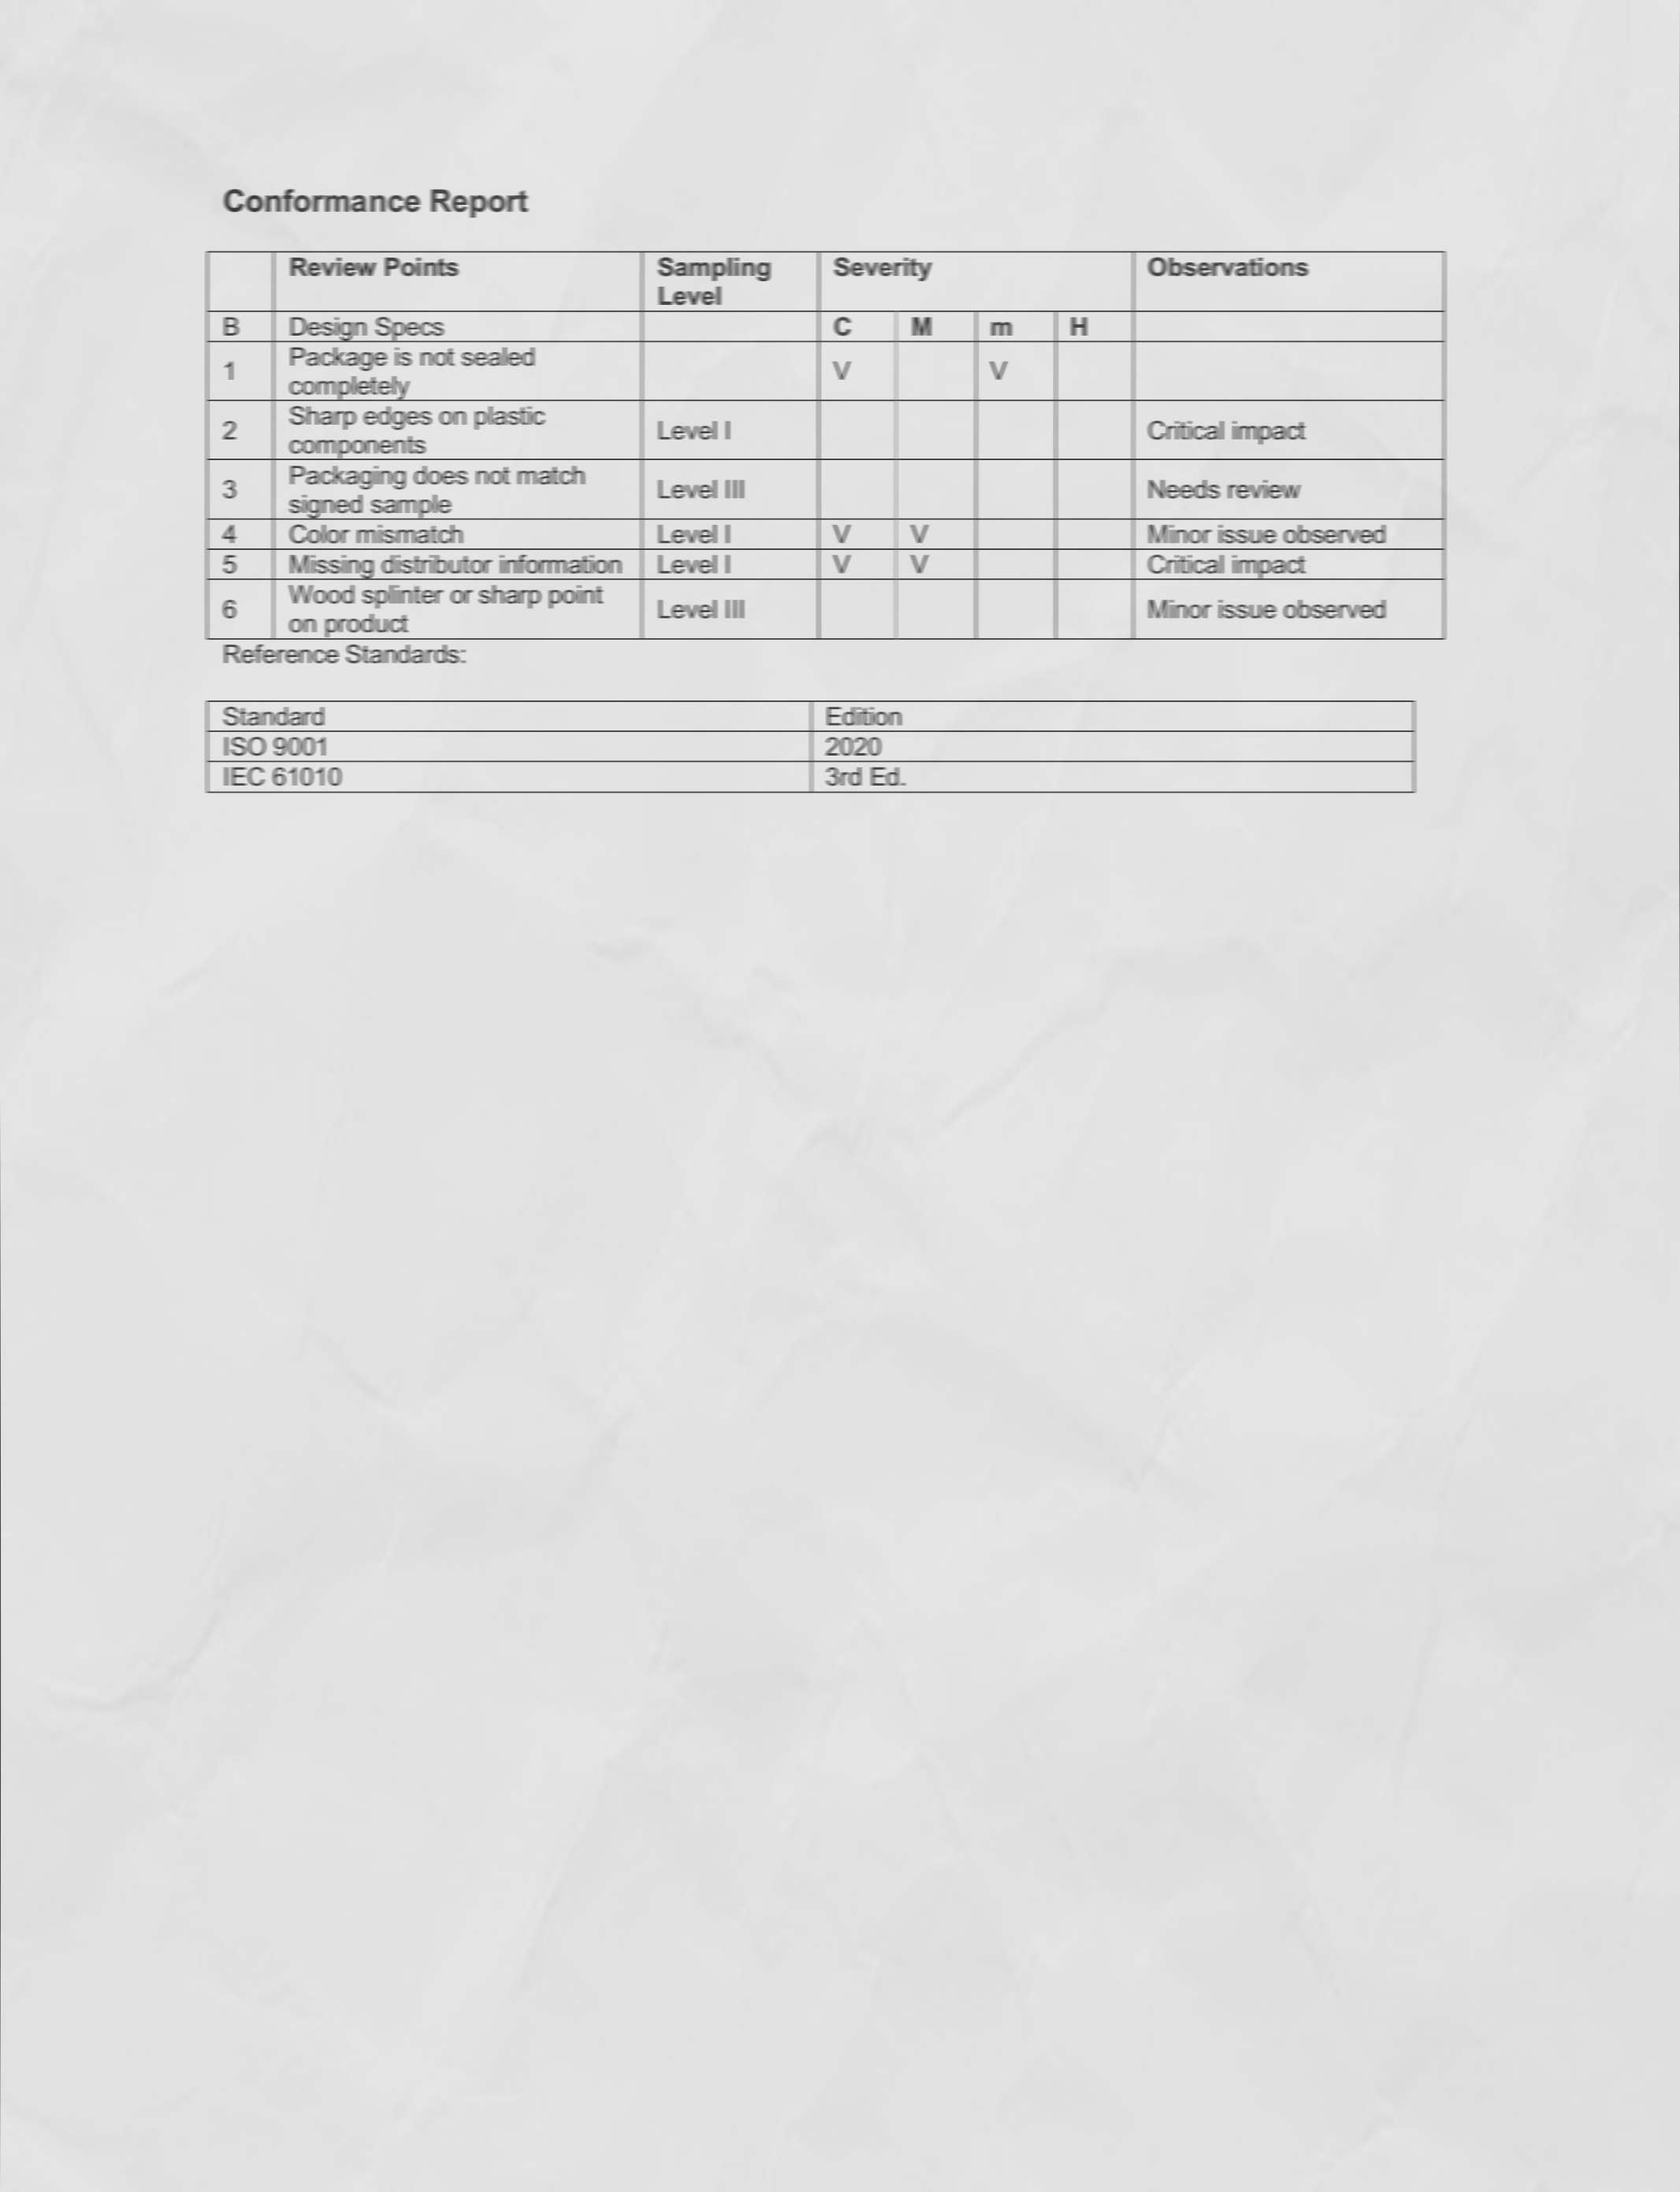 Conformance Report
Review Points Sampling Level Severity Observations
B Design Specs C M m H
1 Package is not sealed completely V V
2 Sharp edges on plastic components Level I Critical impact
3 Packaging does not match signed sample Level III Needs review
4 Color mismatch Level I V V Minor issue observed
5 Missing distributor information Level I V V Critical impact
6 Wood splinter or sharp point on product Level III Minor issue observed
Reference Standards:
Standard Edition
ISO 9001 2020
IEC 61010 3rd Ed.